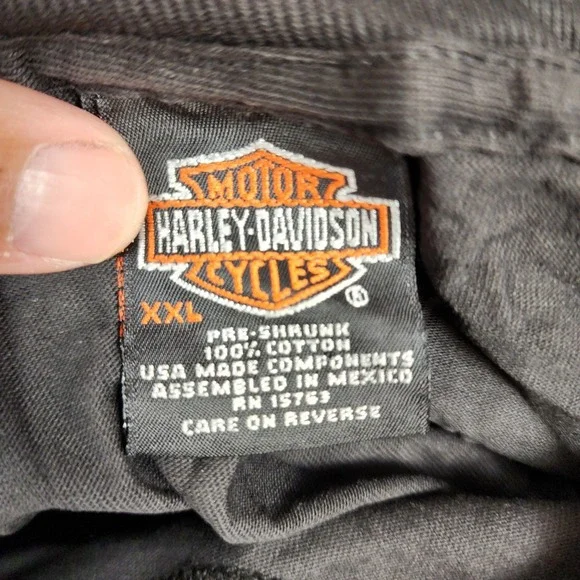 MOTOR
HARLEY-DAVIDSON
CYCLES
®
XXL
PRE-SHRUNK
100% COTTON
USA MADE COMPONENTS
ASSEMBLED IN MEXICO
RN 15763
CARE ON REVERSE